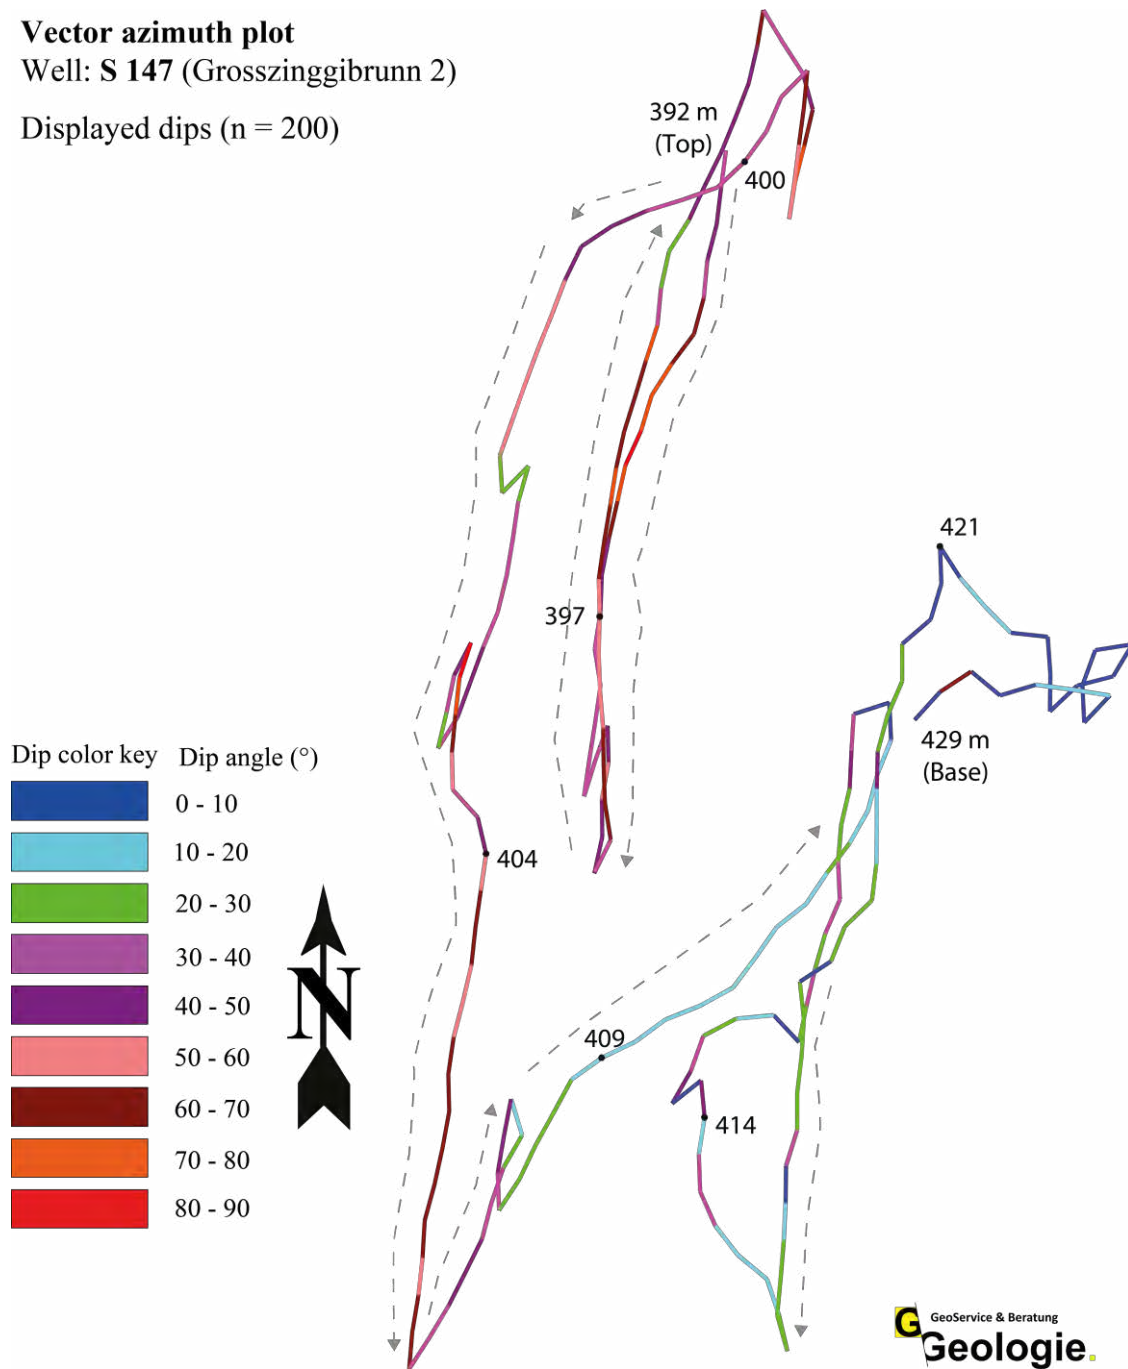 Vector azimuth plot
Well: S 147 (Grosszinggibrunn 2)
Displayed dips (n = 200)
392 m
(Top)
400
421
397
429 m
(Base)
404
409
414
Dip color key Dip angle (°)
0 - 10
10 - 20
20 - 30
30 - 40
40 - 50
50 - 60
60 - 70
70 - 80
80 - 90
N
G GeoService & Beratung
Geologie.